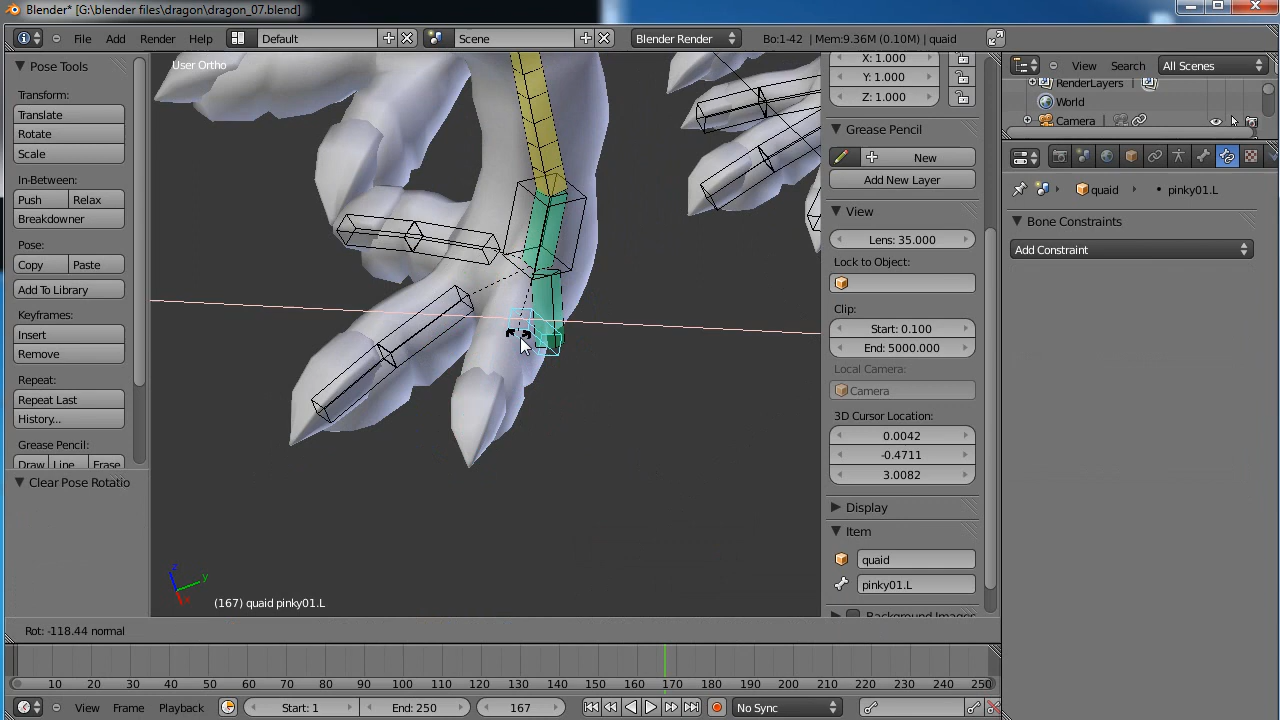 Blender* [G:\blender files\dragon\dragon_07.blend]
File Add Render Help Default Scene Blender Render Bo:1-42 | Mem:9.36M (0.10M) | quaid
Pose Tools
Transform:
Translate
Rotate
Scale
In-Between:
Push Relax
Breakdowner
Pose:
Copy Paste
Add To Library
Keyframes:
Insert
Remove
Repeat:
Repeat Last
History...
Grease Pencil:
Draw Line Erase
Clear Pose Rotatio
User Ortho
z
y
x
(167) quaid pinky01.L
Rot: -118.44 normal
X: 1.000
Y: 1.000
Z: 1.000
Grease Pencil
New
Add New Layer
View
Lens: 35.000
Lock to Object:
Clip:
Start: 0.100
End: 5000.000
Local Camera:
Camera
3D Cursor Location:
0.0042
-0.4711
3.0082
Display
Item
quaid
pinky01.L
Background Images
View Search All Scenes
RenderLayers
World
Camera
quaid pinky01.L
Bone Constraints
Add Constraint
10 20 30 40 50 60 70 80 90 100 110 120 130 140 150 160 170 180 190 200 210 220 230 240 250
View Frame Playback Start: 1 End: 250 167 No Sync